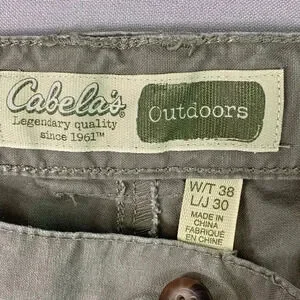 Cabela's
Legendary quality
since 1961™
Outdoors
W/T 38
L/J 30
MADE IN
CHINA
FABRIQUÉ
EN CHINE